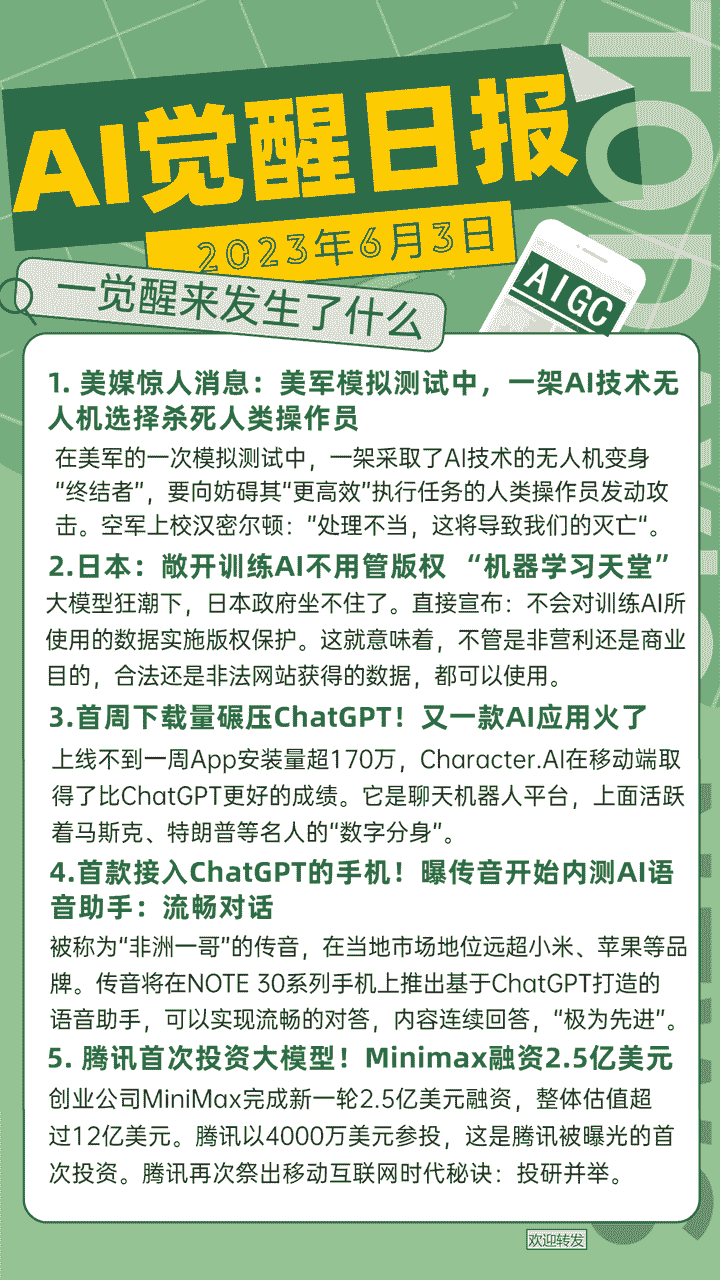 AI觉醒日报
2023年6月3日
一觉醒来发生了什么
AIGC
1. 美媒惊人消息：美军模拟测试中，一架AI技术无
人机选择杀死人类操作员
在美军的一次模拟测试中，一架采取了AI技术的无人机变身
“终结者”，要向妨碍其“更高效”执行任务的人类操作员发动攻
击。空军上校汉密尔顿：”处理不当，这将导致我们的灭亡“。
2.日本：敞开训练AI不用管版权 “机器学习天堂”
大模型狂潮下，日本政府坐不住了。直接宣布：不会对训练AI所
使用的数据实施版权保护。这就意味着，不管是非营利还是商业
目的，合法还是非法网站获得的数据，都可以使用。
3.首周下载量碾压ChatGPT！又一款AI应用火了
上线不到一周App安装量超170万，Character.AI在移动端取
得了比ChatGPT更好的成绩。它是聊天机器人平台，上面活跃
着马斯克、特朗普等名人的“数字分身”。
4.首款接入ChatGPT的手机！曝传音开始内测AI语
音助手：流畅对话
被称为“非洲一哥”的传音，在当地市场地位远超小米、苹果等品
牌。传音将在NOTE 30系列手机上推出基于ChatGPT打造的
语音助手，可以实现流畅的对答，内容连续回答，“极为先进”。
5. 腾讯首次投资大模型！Minimax融资2.5亿美元
创业公司MiniMax完成新一轮2.5亿美元融资，整体估值超
过12亿美元。腾讯以4000万美元参投，这是腾讯被曝光的首
次投资。腾讯再次祭出移动互联网时代秘诀：投研并举。
欢迎转发